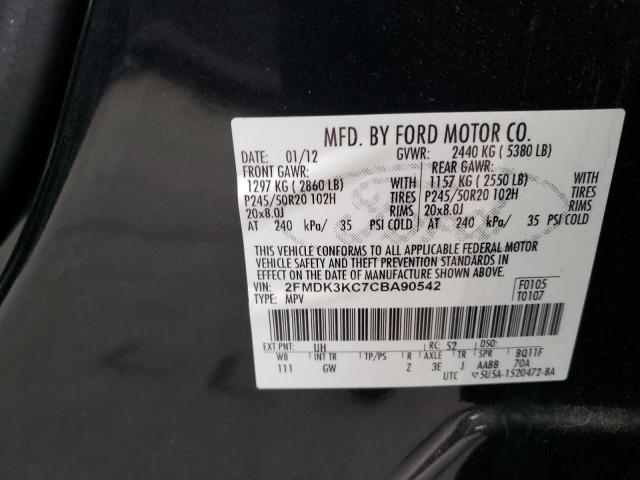 MFD. BY FORD MOTOR CO.
DATE: 01/12 GVWR: 2440 KG ( 5380 LB)
FRONT GAWR: REAR GAWR:
1297 KG ( 2860 LB) WITH 1157 KG ( 2550 LB) WITH
P245/50R20 102H TIRES P245/50R20 102H TIRES
20x8.0J RIMS 20x8.0J RIMS
AT 240 kPa/ 35 PSI COLD AT 240 kPa/ 35 PSI COLD
THIS VEHICLE CONFORMS TO ALL APPLICABLE FEDERAL MOTOR
VEHICLE SAFETY AND THEFT PREVENTION STANDARDS IN
EFFECT ON THE DATE OF MANUFACTURE SHOWN ABOVE.
VIN: 2FMDK3KC7CBA90542 F0105
TYPE: MPV T0107
EXT PNT: UH RC: 52 DSO:
WB INT TR TP/PS R AXLE TR SPR BQ11F
111 GW Z 3E J AABB 70A
UTC ▽5U5A-1520472-BA